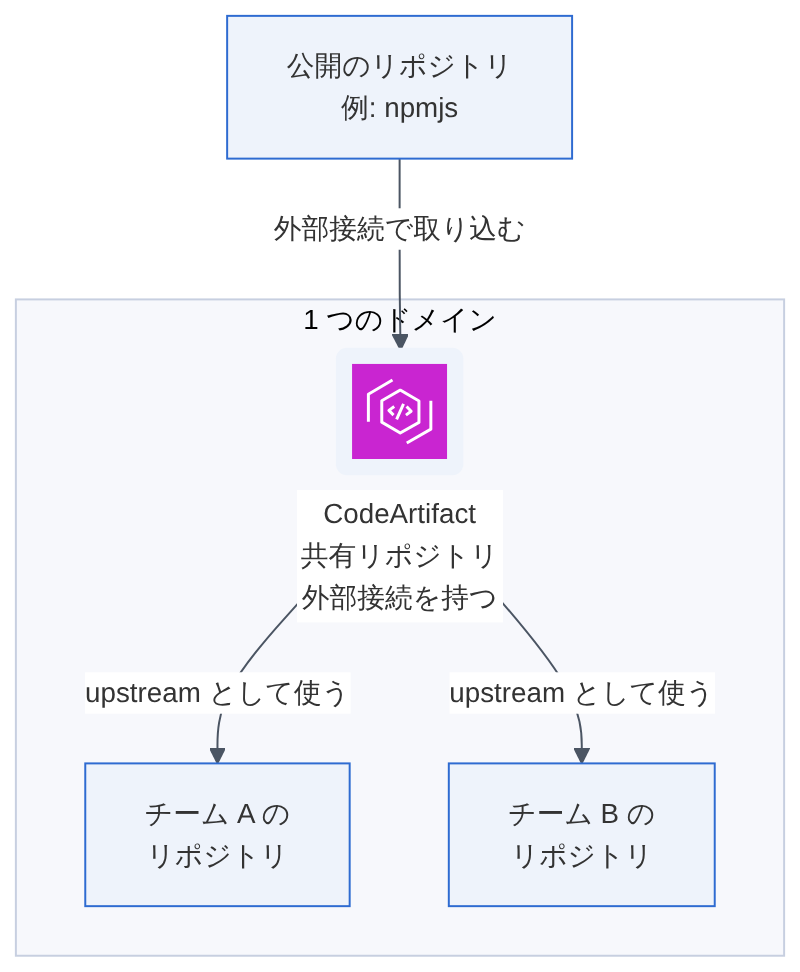 公開のリポジトリ
例: npmjs
外部接続で取り込む
1 つのドメイン
CodeArtifact
共有リポジトリ
外部接続を持つ
upstream として使う
upstream として使う
チーム A の
リポジトリ
チーム B の
リポジトリ